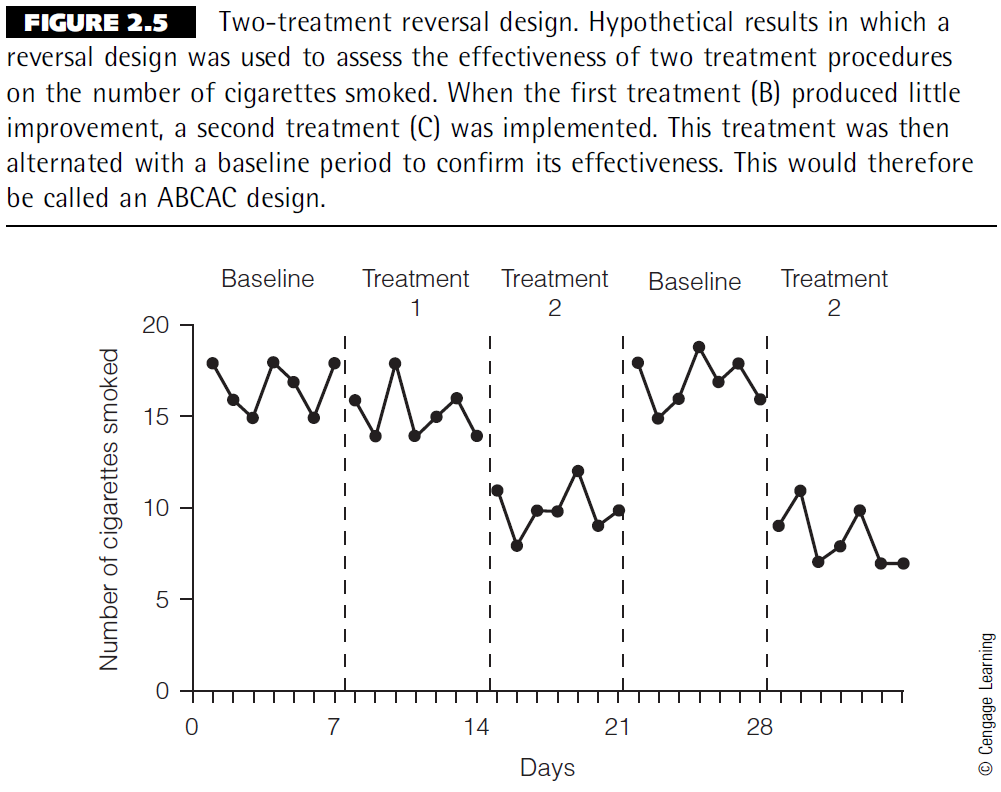 FIGURE 2.5 Two-treatment reversal design. Hypothetical results in which a
reversal design was used to assess the effectiveness of two treatment procedures
on the number of cigarettes smoked. When the first treatment (B) produced little
improvement, a second treatment (C) was implemented. This treatment was then
alternated with a baseline period to confirm its effectiveness. This would therefore
be called an ABCAC design.
Baseline
Treatment
1
Treatment
2
Baseline
Treatment
2
Number of cigarettes smoked
20
15
10
5
0
0
7
14
21
28
Days
© Cengage Learning